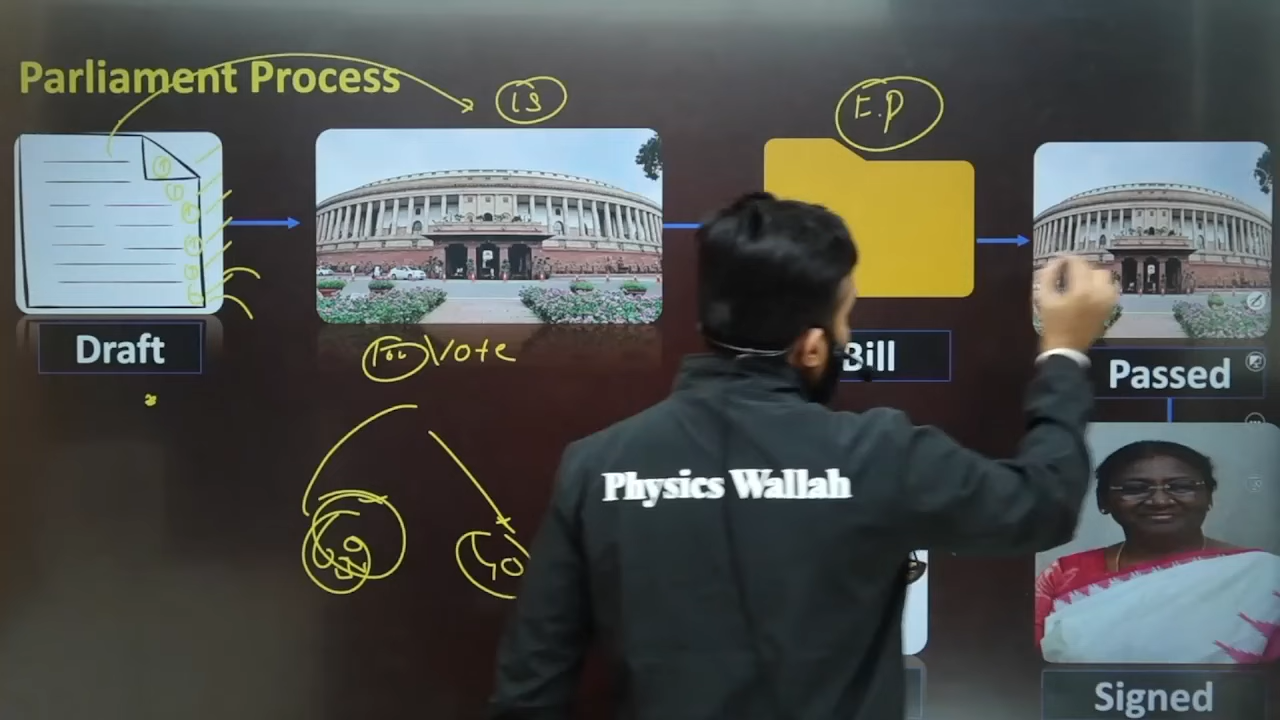 Parliament Process
E.P
Draft
Vote
Bill
Passed
Physics Wallah
Signed